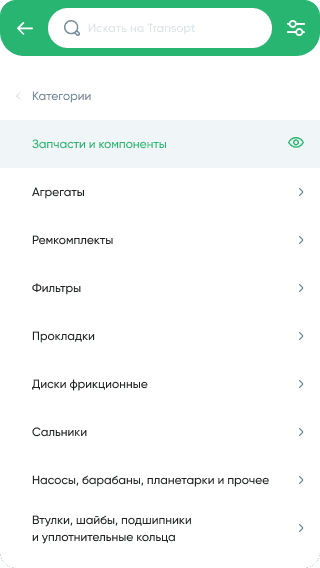 Искать на Transopt
Категории
Запчасти и компоненты
Агрегаты
Ремкомплекты
Фильтры
Прокладки
Диски фрикционные
Сальники
Насосы, барабаны, планетарки и прочее
Втулки, шайбы, подшипники
и уплотнительные кольца